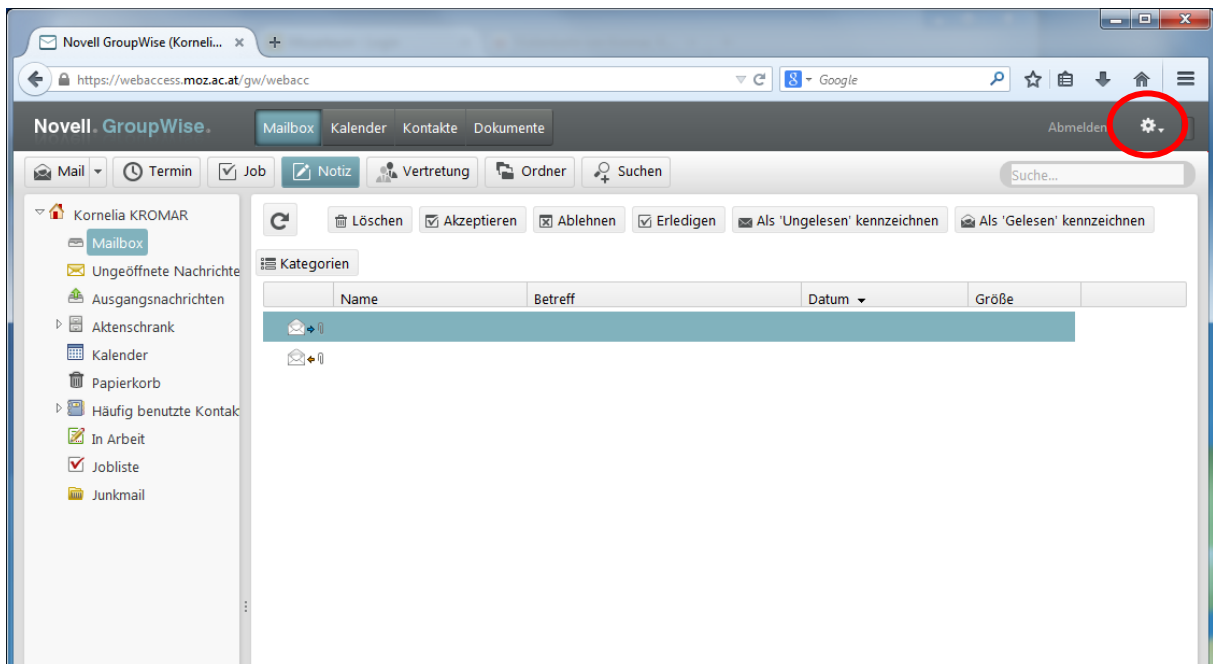 Novell GroupWise (Korneli...
https://webaccess.moz.ac.at/gw/webacc
Google
Novell. GroupWise. Mailbox Kalender Kontakte Dokumente Abmelden
Mail Termin Job Notiz Vertretung Ordner Suchen Suche...
Kornelia KROMAR
Mailbox
Ungeöffnete Nachrichte
Ausgangsnachrichten
Aktenschrank
Kalender
Papierkorb
Häufig benutzte Kontak
In Arbeit
Jobliste
Junkmail
Löschen Akzeptieren Ablehnen Erledigen Als 'Ungelesen' kennzeichnen Als 'Gelesen' kennzeichnen
Kategorien
Name Betreff Datum Größe